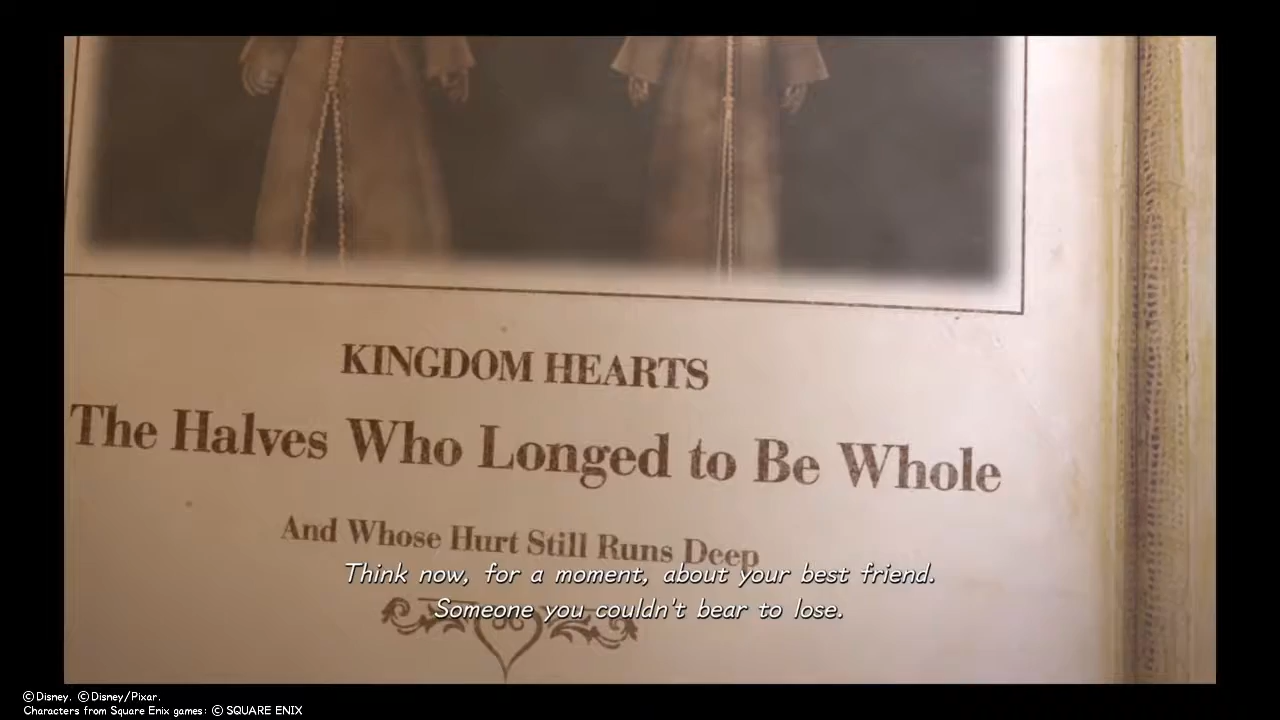 KINGDOM HEARTS
The Halves Who Longed to Be Whole
And Whose Hurt Still Runs Deep
Think now, for a moment, about your best friend.
Someone you couldn't bear to lose.
©Disney. ©Disney/Pixar.
Characters from Square Enix games: © SQUARE ENIX